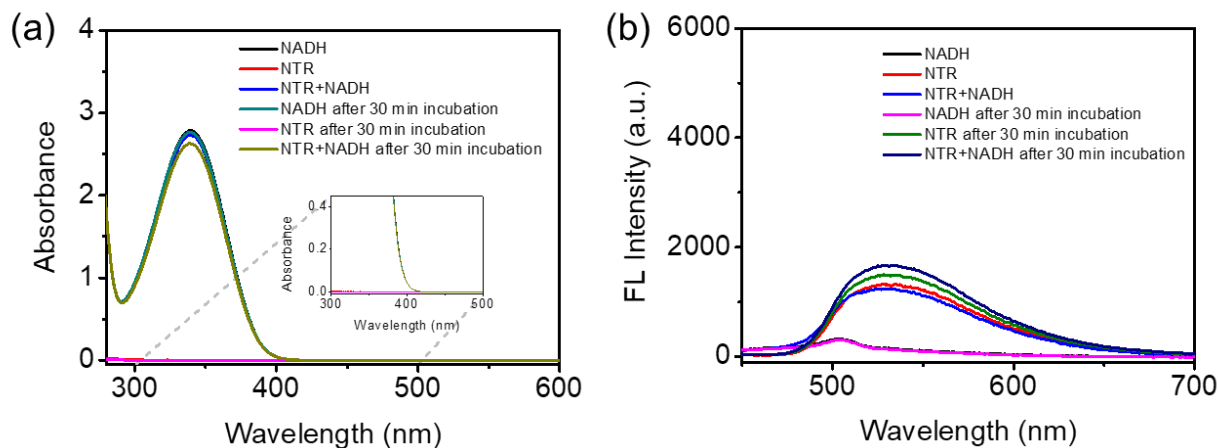 (a)
4
3
2
1
0
Absorbance
NADH
NTR
NTR+NADH
NADH after 30 min incubation
NTR after 30 min incubation
NTR+NADH after 30 min incubation
0.4
0.2
0.0
Absorbance
300 400 500
Wavelength (nm)
300 400 500 600
Wavelength (nm)
(b)
6000
4000
2000
0
FL Intensity (a.u.)
NADH
NTR
NTR+NADH
NADH after 30 min incubation
NTR after 30 min incubation
NTR+NADH after 30 min incubation
500 600 700
Wavelength (nm)